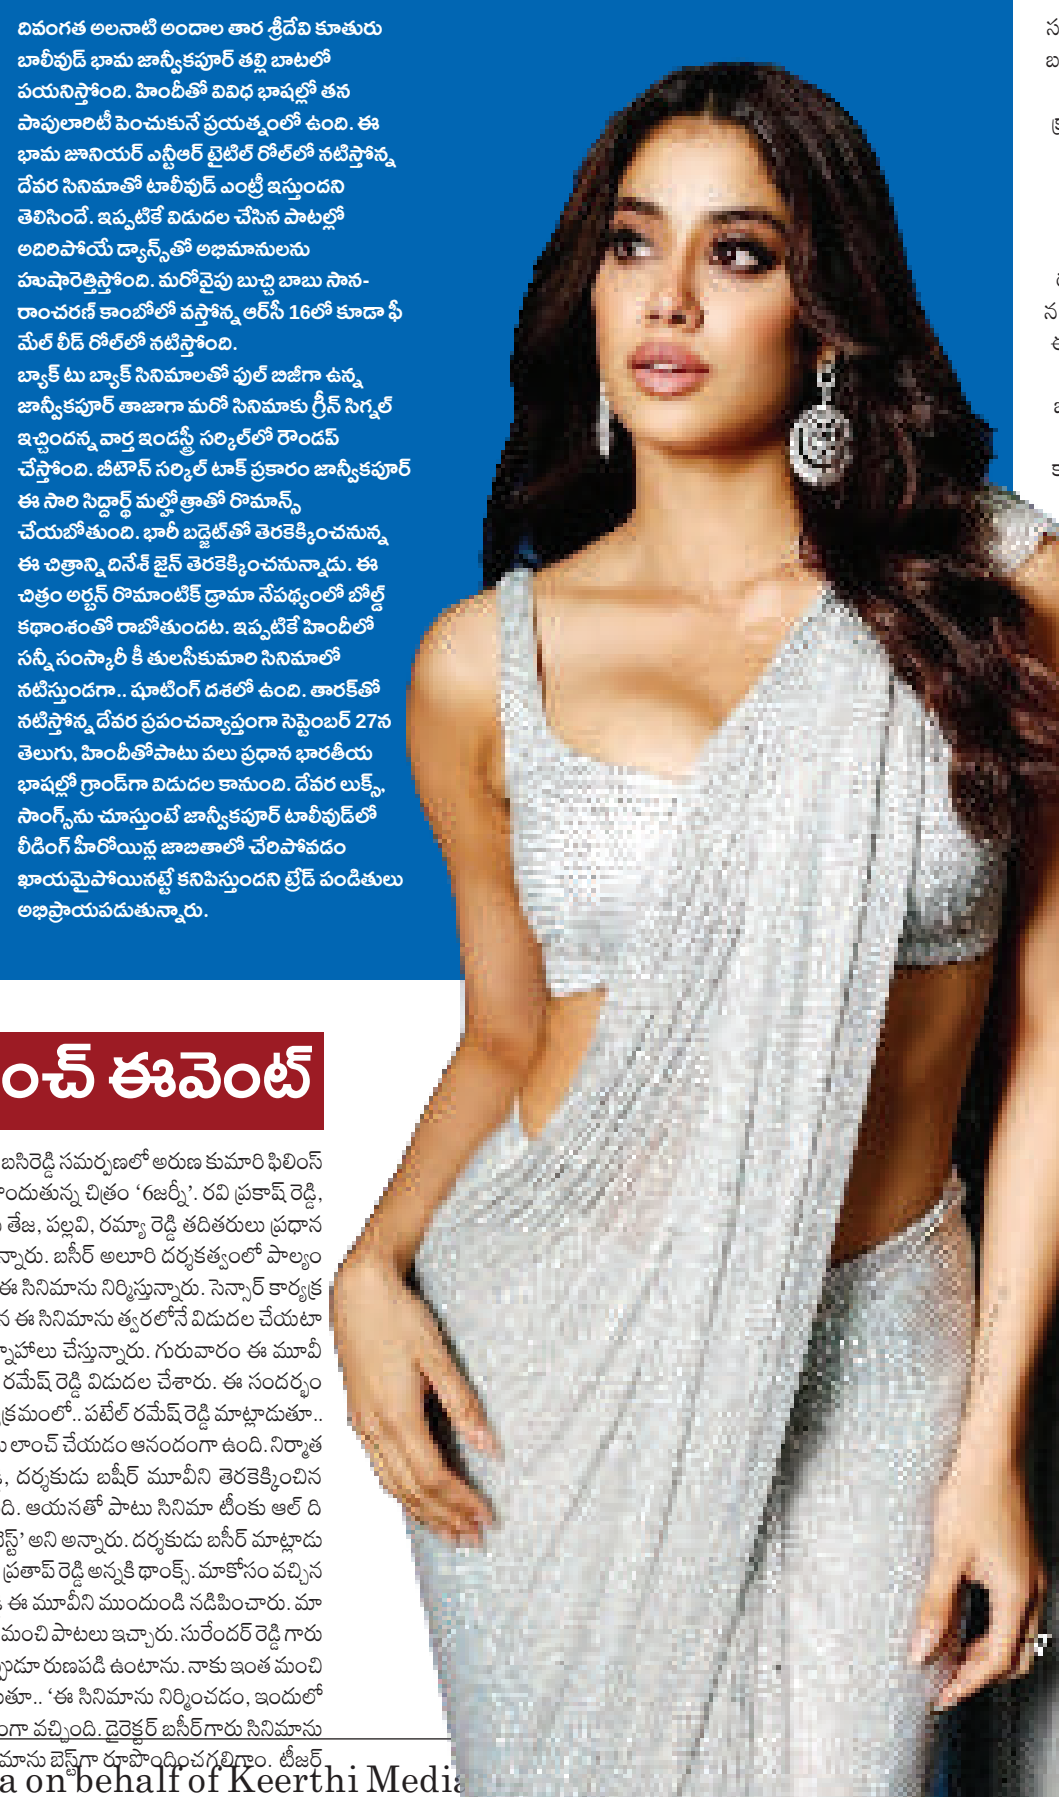 దివంగత అలనాటి అందాల తార శ్రీదేవి కూతురు
బాలీవుడ్ భామ జాన్వీకపూర్ తల్లి బాటలో
పయనిస్తోంది. హిందీతో వివిధ భాషల్లో తన
పాపులారిటీ పెంచుకునే ప్రయత్నంలో ఉంది. ఈ
భామ జూనియర్ ఎన్టీఆర్ టైటిల్ రోల్‌లో నటిస్తోన్న
దేవర సినిమాతో టాలీవుడ్ ఎంట్రీ ఇస్తుందని
తెలిసిందే. ఇప్పటికే విడుదల చేసిన పాటల్లో
అదిరిపోయే డ్యాన్స్‌తో అభిమానులను
హుషారెత్తిస్తోంది. మరోవైపు బుచ్చి బాబు సాన-
రాంచరణ్ కాంబోలో వస్తోన్న ఆర్‌సీ 16లో కూడా ఫీ
మేల్ లీడ్ రోల్‌లో నటిస్తోంది.
బ్యాక్ టు బ్యాక్ సినిమాలతో ఫుల్ బిజీగా ఉన్న
జాన్వీకపూర్ తాజాగా మరో సినిమాకు గ్రీన్ సిగ్నల్
ఇచ్చిందన్న వార్త ఇండస్ట్రీ సర్కిల్‌లో రౌండప్
చేస్తోంది. బీటౌన్ సర్కిల్ టాక్ ప్రకారం జాన్వీకపూర్
ఈ సారి సిద్దార్థ్ మల్హోత్రాతో రొమాన్స్
చేయబోతుంది. భారీ బడ్జెట్‌తో తెరకెక్కించనున్న
ఈ చిత్రాన్ని దినేశ్ జైన్ తెరకెక్కించనున్నాడు. ఈ
చిత్రం అర్బన్ రొమాంటిక్ డ్రామా నేపథ్యంలో బోల్డ్
కథాంశంతో రాబోతుందట. ఇప్పటికే హిందీలో
సన్నీ సంస్కారీ కీ తులసీకుమారి సినిమాలో
నటిస్తుండగా.. షూటింగ్ దశలో ఉంది. తారక్‌తో
నటిస్తోన్న దేవర ప్రపంచవ్యాప్తంగా సెప్టెంబర్ 27న
తెలుగు, హిందీతోపాటు పలు ప్రధాన భారతీయ
భాషల్లో గ్రాండ్‌గా విడుదల కానుంది. దేవర లుక్స్,
సాంగ్స్‌ను చూస్తుంటే జాన్వీకపూర్ టాలీవుడ్‌లో
లీడింగ్ హీరోయిన్ల జాబితాలో చేరిపోవడం
ఖాయమైపోయినట్టే కనిపిస్తుందని ట్రేడ్ పండితులు
అభిప్రాయపడుతున్నారు.
ంచ్ ఈవెంట్
బసిరెడ్డి సమర్పణలో అరుణ కుమారి ఫిలింస్
ందుతున్న చిత్రం ‘6జర్నీ’. రవి ప్రకాష్ రెడ్డి,
తేజ, పల్లవి, రమ్యా రెడ్డి తదితరులు ప్రధాన
న్నారు. బసీర్ అలూరి దర్శకత్వంలో పాల్యం
ఈ సినిమాను నిర్మిస్తున్నారు. సెన్సార్ కార్యక్ర
న ఈ సినిమాను త్వరలోనే విడుదల చేయటా
న్నాహాలు చేస్తున్నారు. గురువారం ఈ మూవీ
రమేష్ రెడ్డి విడుదల చేశారు. ఈ సందర్భం
క్రమంలో.. పటేల్ రమేష్ రెడ్డి మాట్లాడుతూ..
లాంచ్ చేయడం ఆనందంగా ఉంది. నిర్మాత
దర్శకుడు బషీర్ మూవీని తెరకెక్కించిన
ది. ఆయనతో పాటు సినిమా టీంకు ఆల్ ది
బెస్ట్’ అని అన్నారు. దర్శకుడు బసీర్ మాట్లాడు
ప్రతాప్ రెడ్డి అన్నకి థాంక్స్. మాకోసం వచ్చిన
ఈ మూవీని ముందుండి నడిపించారు. మా
మంచి పాటలు ఇచ్చారు. సురేందర్ రెడ్డి గారు
ప్పుడూ రుణపడి ఉంటాను. నాకు ఇంత మంచి
తూ.. ‘ఈ సినిమాను నిర్మించడం, ఇందులో
ంగా వచ్చింది. డైరెక్టర్ బసీర్‌గారు సినిమాను
మాను బెస్ట్‌గా రూపొందించగలిగాం. టీజర్
a on behalf of Keerthi Media